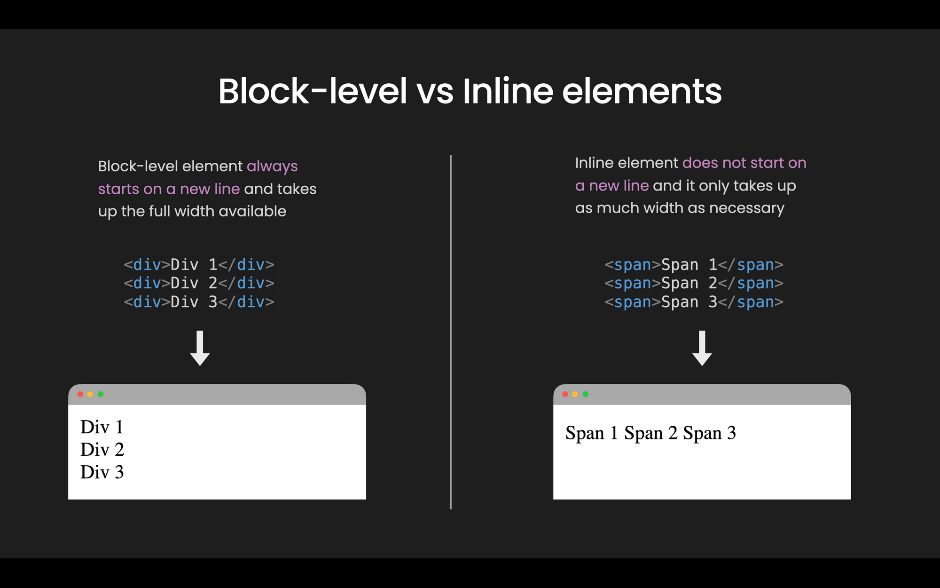 Block-level vs Inline elements
Block-level element always
starts on a new line and takes
up the full width available
<div>Div 1</div>
<div>Div 2</div>
<div>Div 3</div>
Div 1
Div 2
Div 3
Inline element does not start on
a new line and it only takes up
as much width as necessary
<span>Span 1</span>
<span>Span 2</span>
<span>Span 3</span>
Span 1 Span 2 Span 3